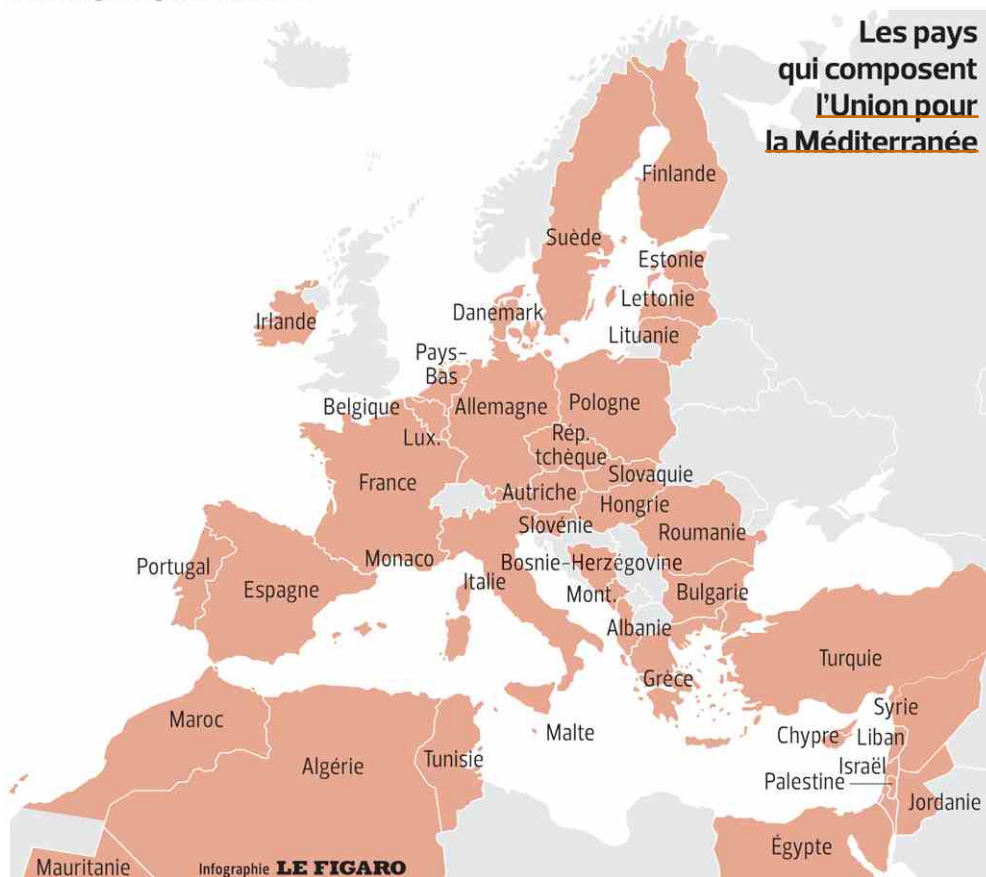 Les pays
qui composent
l'Union pour
la Méditerranée
Finlande
Suède
Estonie
Lettonie
Lituanie
Danemark
Irlande
Pays-
Bas
Belgique
Allemagne
Pologne
Lux.
Rép.
tchèque
Slovaquie
France
Autriche
Hongrie
Slovénie
Roumanie
Monaco
Portugal
Espagne
Italie
Bosnie-Herzégovine
Mont.
Bulgarie
Albanie
Grèce
Turquie
Maroc
Malte
Algérie
Tunisie
Syrie
Chypre
Liban
Israël
Palestine
Jordanie
Égypte
Mauritanie
Infographie LE FIGARO